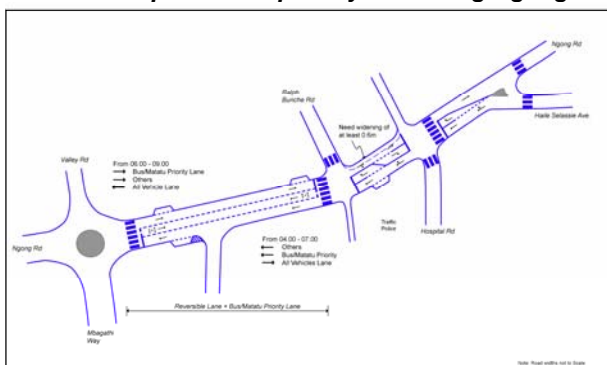 Ngong Rd
Ralph
Bunche Rd
Need widening of
at least 0.6m
Haile Selassie Ave
Valley Rd
From 06.00 - 09.00
Bus/Matatu Priority Lane
Others
All Vehicle Lane
Ngong Rd
From 04.00 - 07.00
Others
Bus/Matatu Priority
All Vehicles Lane
Traffic
Police
Hospital Rd
Mbagathi
Way
Reversible Lane + Bus/Matatu Priority Lane
Note: Road widths not to Scale